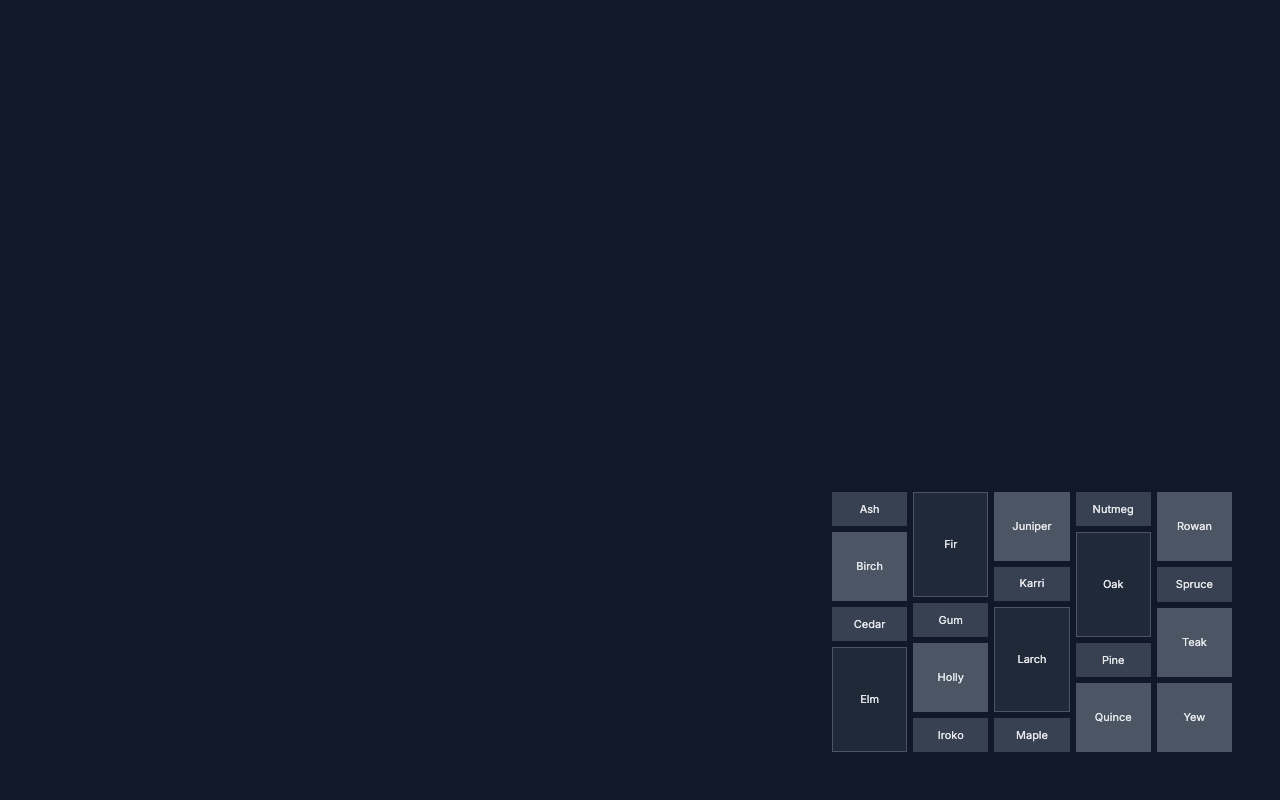 Ash
Birch
Cedar
Elm
Fir
Gum
Holly
Iroko
Juniper
Karri
Larch
Maple
Nutmeg
Oak
Pine
Quince
Rowan
Spruce
Teak
Yew